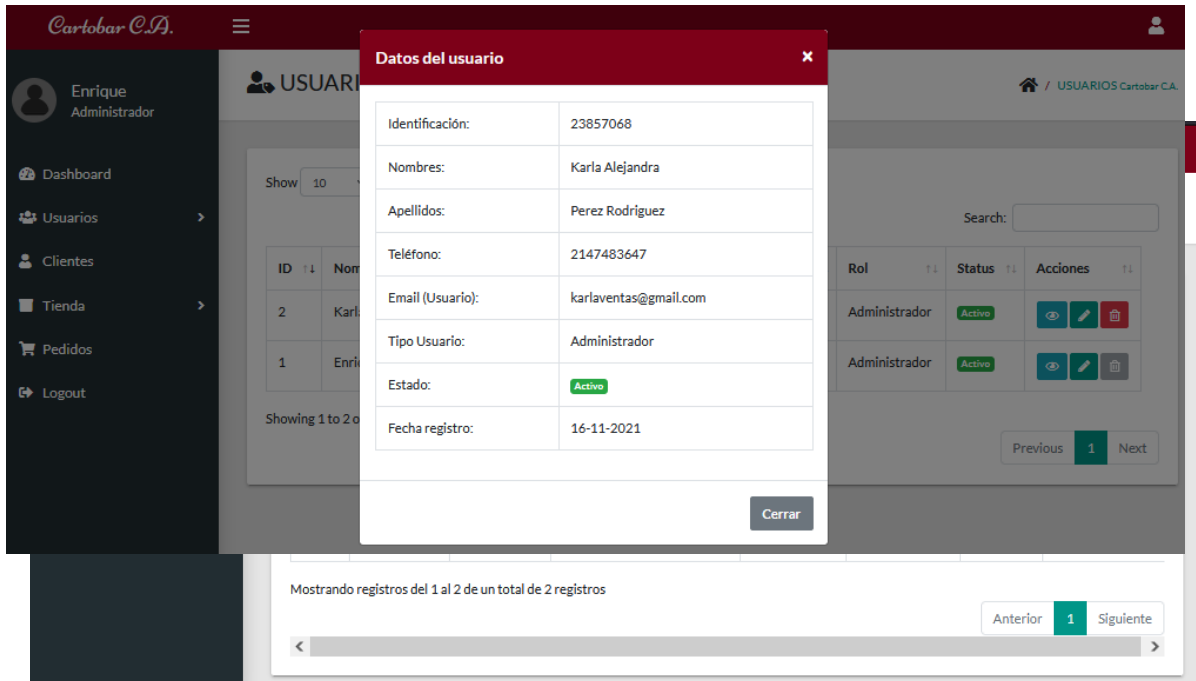 Cartobar C.A.
Enrique
Administrador
Dashboard
Usuarios
Clientes
Tienda
Pedidos
Logout
USUARI
/ USUARIOS Cartobar C.A.
Show 10
Search:
ID Nom Rol Status Acciones
2 Karl Administrador Activo
1 Enri Administrador Activo
Showing 1 to 2 o
Previous 1 Next
Datos del usuario ×
Identificación: 23857068
Nombres: Karla Alejandra
Apellidos: Perez Rodriguez
Teléfono: 2147483647
Email (Usuario): karlaventas@gmail.com
Tipo Usuario: Administrador
Estado: Activo
Fecha registro: 16-11-2021
Cerrar
Mostrando registros del 1 al 2 de un total de 2 registros
Anterior 1 Siguiente